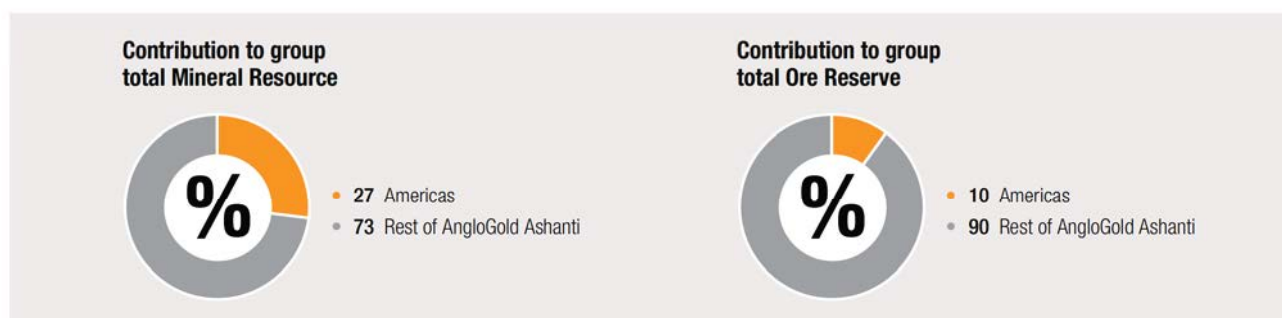 Contribution to group
total Mineral Resource
%
27 Americas
73 Rest of AngloGold Ashanti
Contribution to group
total Ore Reserve
%
10 Americas
90 Rest of AngloGold Ashanti